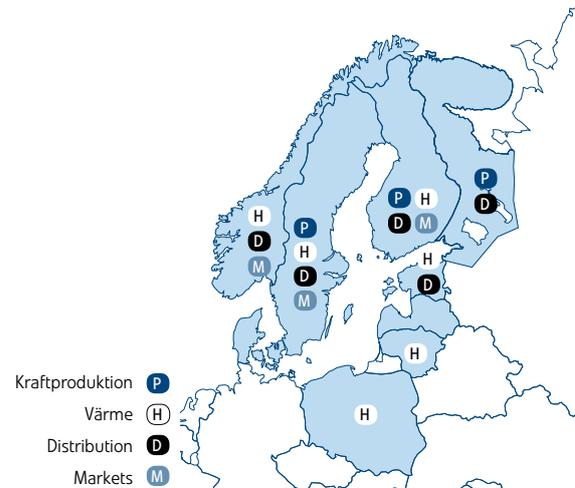 P
P H
D
D M
H
D
M
P
H
D
M
H
D
H
H
Kraftproduktion P
Värme H
Distribution D
Markets M